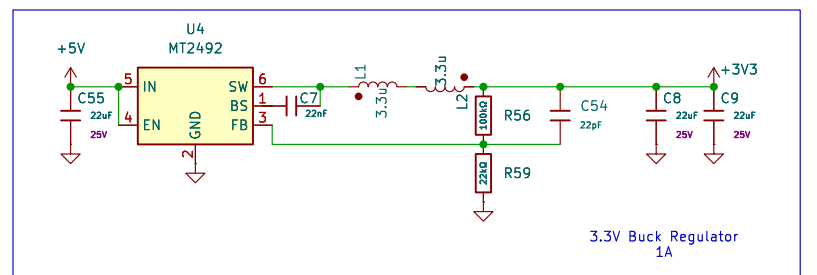 U4
MT2492
+5V
5 IN
SW 6
BS 1
4 EN
FB 3
GND
2
C55
22uF
25V
C7
22nF
L1
3.3u
3.3u
L2
100kΩ
R56
22kΩ
R59
C54
22pF
C8
22uF
25V
+3V3
C9
22uF
25V
3.3V Buck Regulator
1A